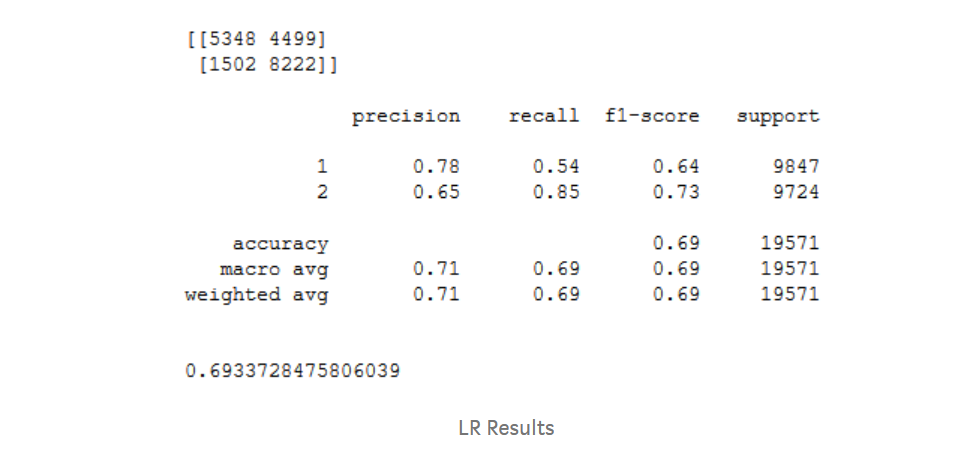 [[5348 4499]
[1502 8222]]
precision recall f1-score support
1 0.78 0.54 0.64 9847
2 0.65 0.85 0.73 9724
accuracy 0.69 19571
macro avg 0.71 0.69 0.69 19571
weighted avg 0.71 0.69 0.69 19571
0.6933728475806039
LR Results